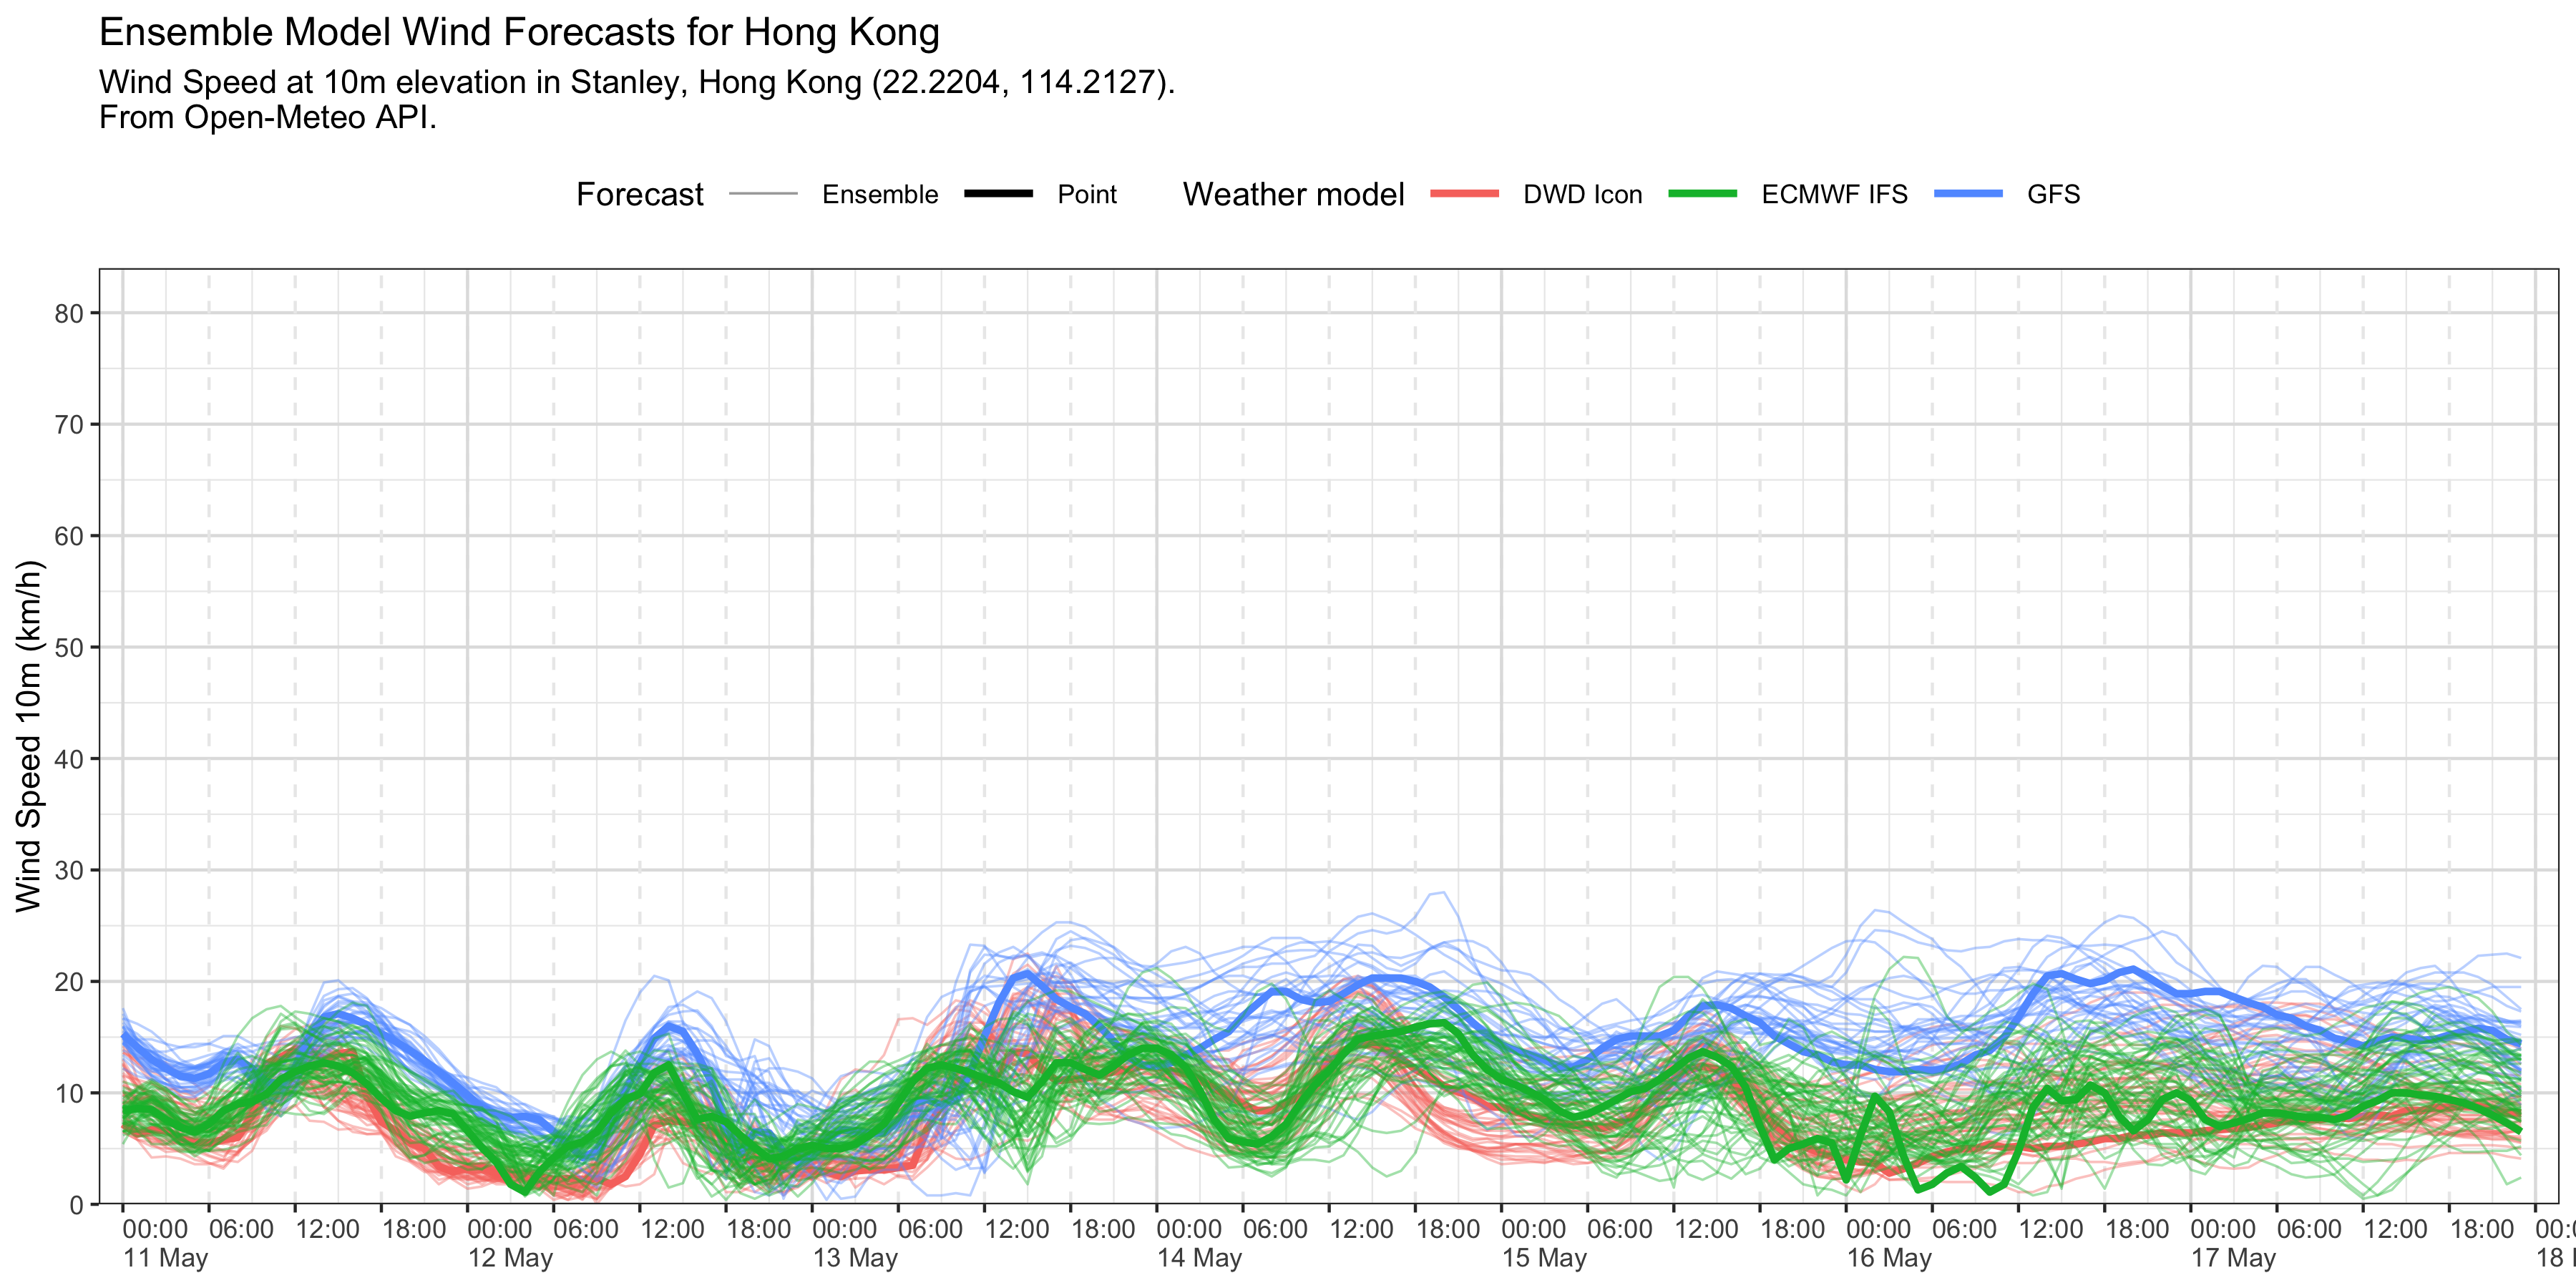 Ensemble Model Wind Forecasts for Hong Kong
Wind Speed at 10m elevation in Stanley, Hong Kong (22.2204, 114.2127).
From Open-Meteo API.
Forecast Ensemble Point Weather model DWD Icon ECMWF IFS GFS
Wind Speed 10m (km/h)
80
70
60
50
40
30
20
10
0
00:00 06:00 12:00 18:00 00:00 06:00 12:00 18:00 00:00 06:00 12:00 18:00 00:00 06:00 12:00 18:00 00:00 06:00 12:00 18:00 00:00 06:00 12:00 18:00 00:00 06:00 12:00 18:00 00:0
11 May 12 May 13 May 14 May 15 May 16 May 17 May 18